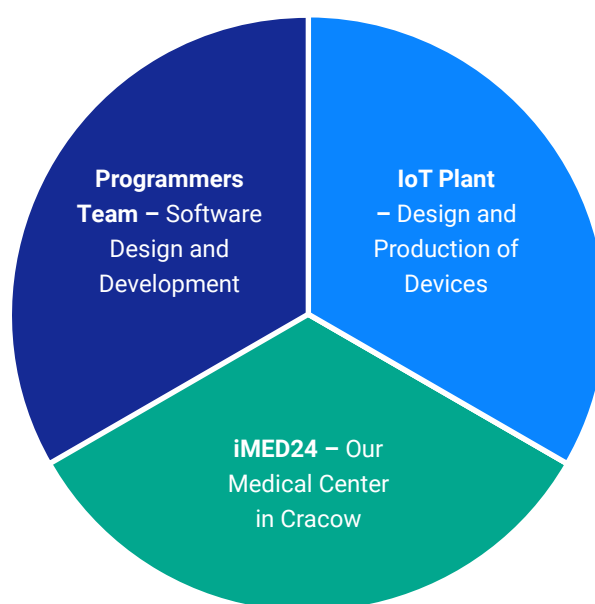 Programmers
Team – Software
Design and
Development
IoT Plant
– Design and
Production of
Devices
iMED24 – Our
Medical Center
in Cracow